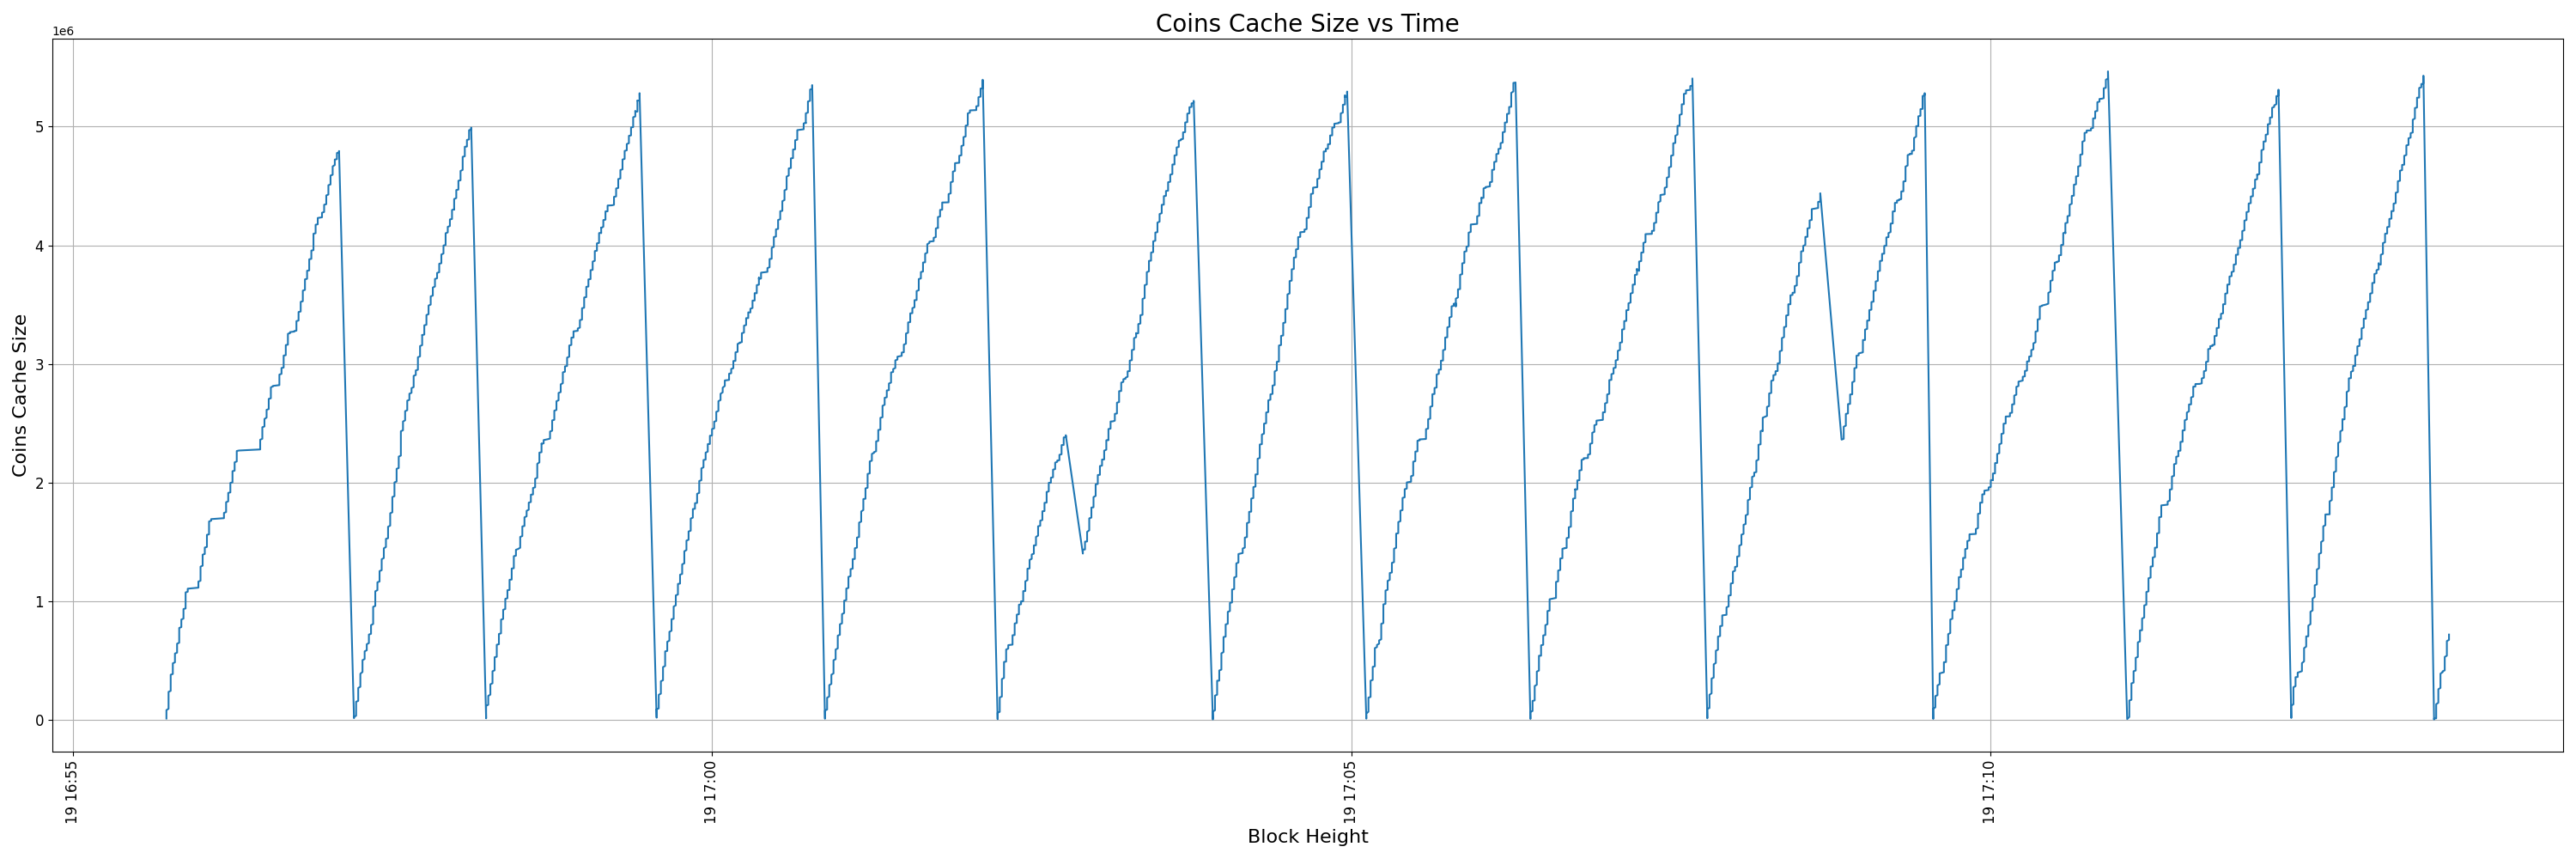 Coins Cache Size vs Time
1e6
Coins Cache Size
5
4
3
2
1
0
19 16:55
19 17:00
19 17:05
19 17:10
Block Height